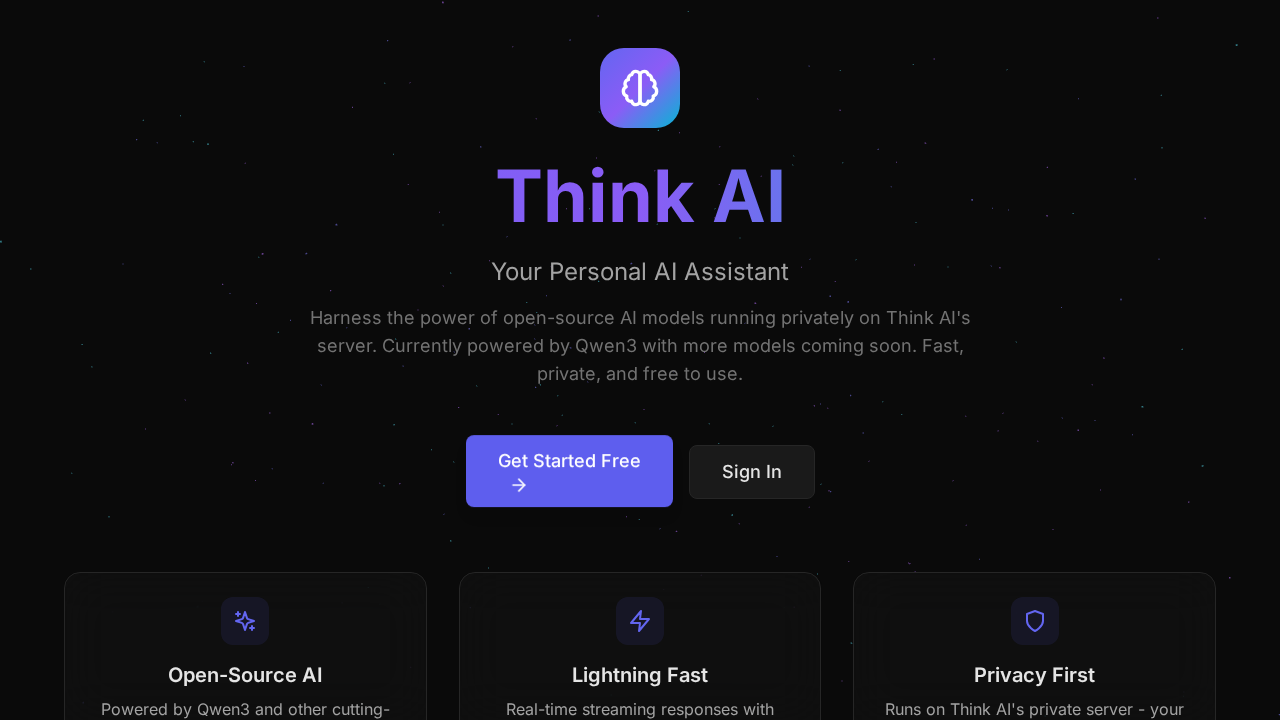 Think AI
Your Personal AI Assistant
Harness the power of open-source AI models running privately on Think AI's
server. Currently powered by Qwen3 with more models coming soon. Fast,
private, and free to use.
Get Started Free
→
Sign In
Open-Source AI
Powered by Qwen3 and other cutting-
Lightning Fast
Real-time streaming responses with
Privacy First
Runs on Think AI's private server - your